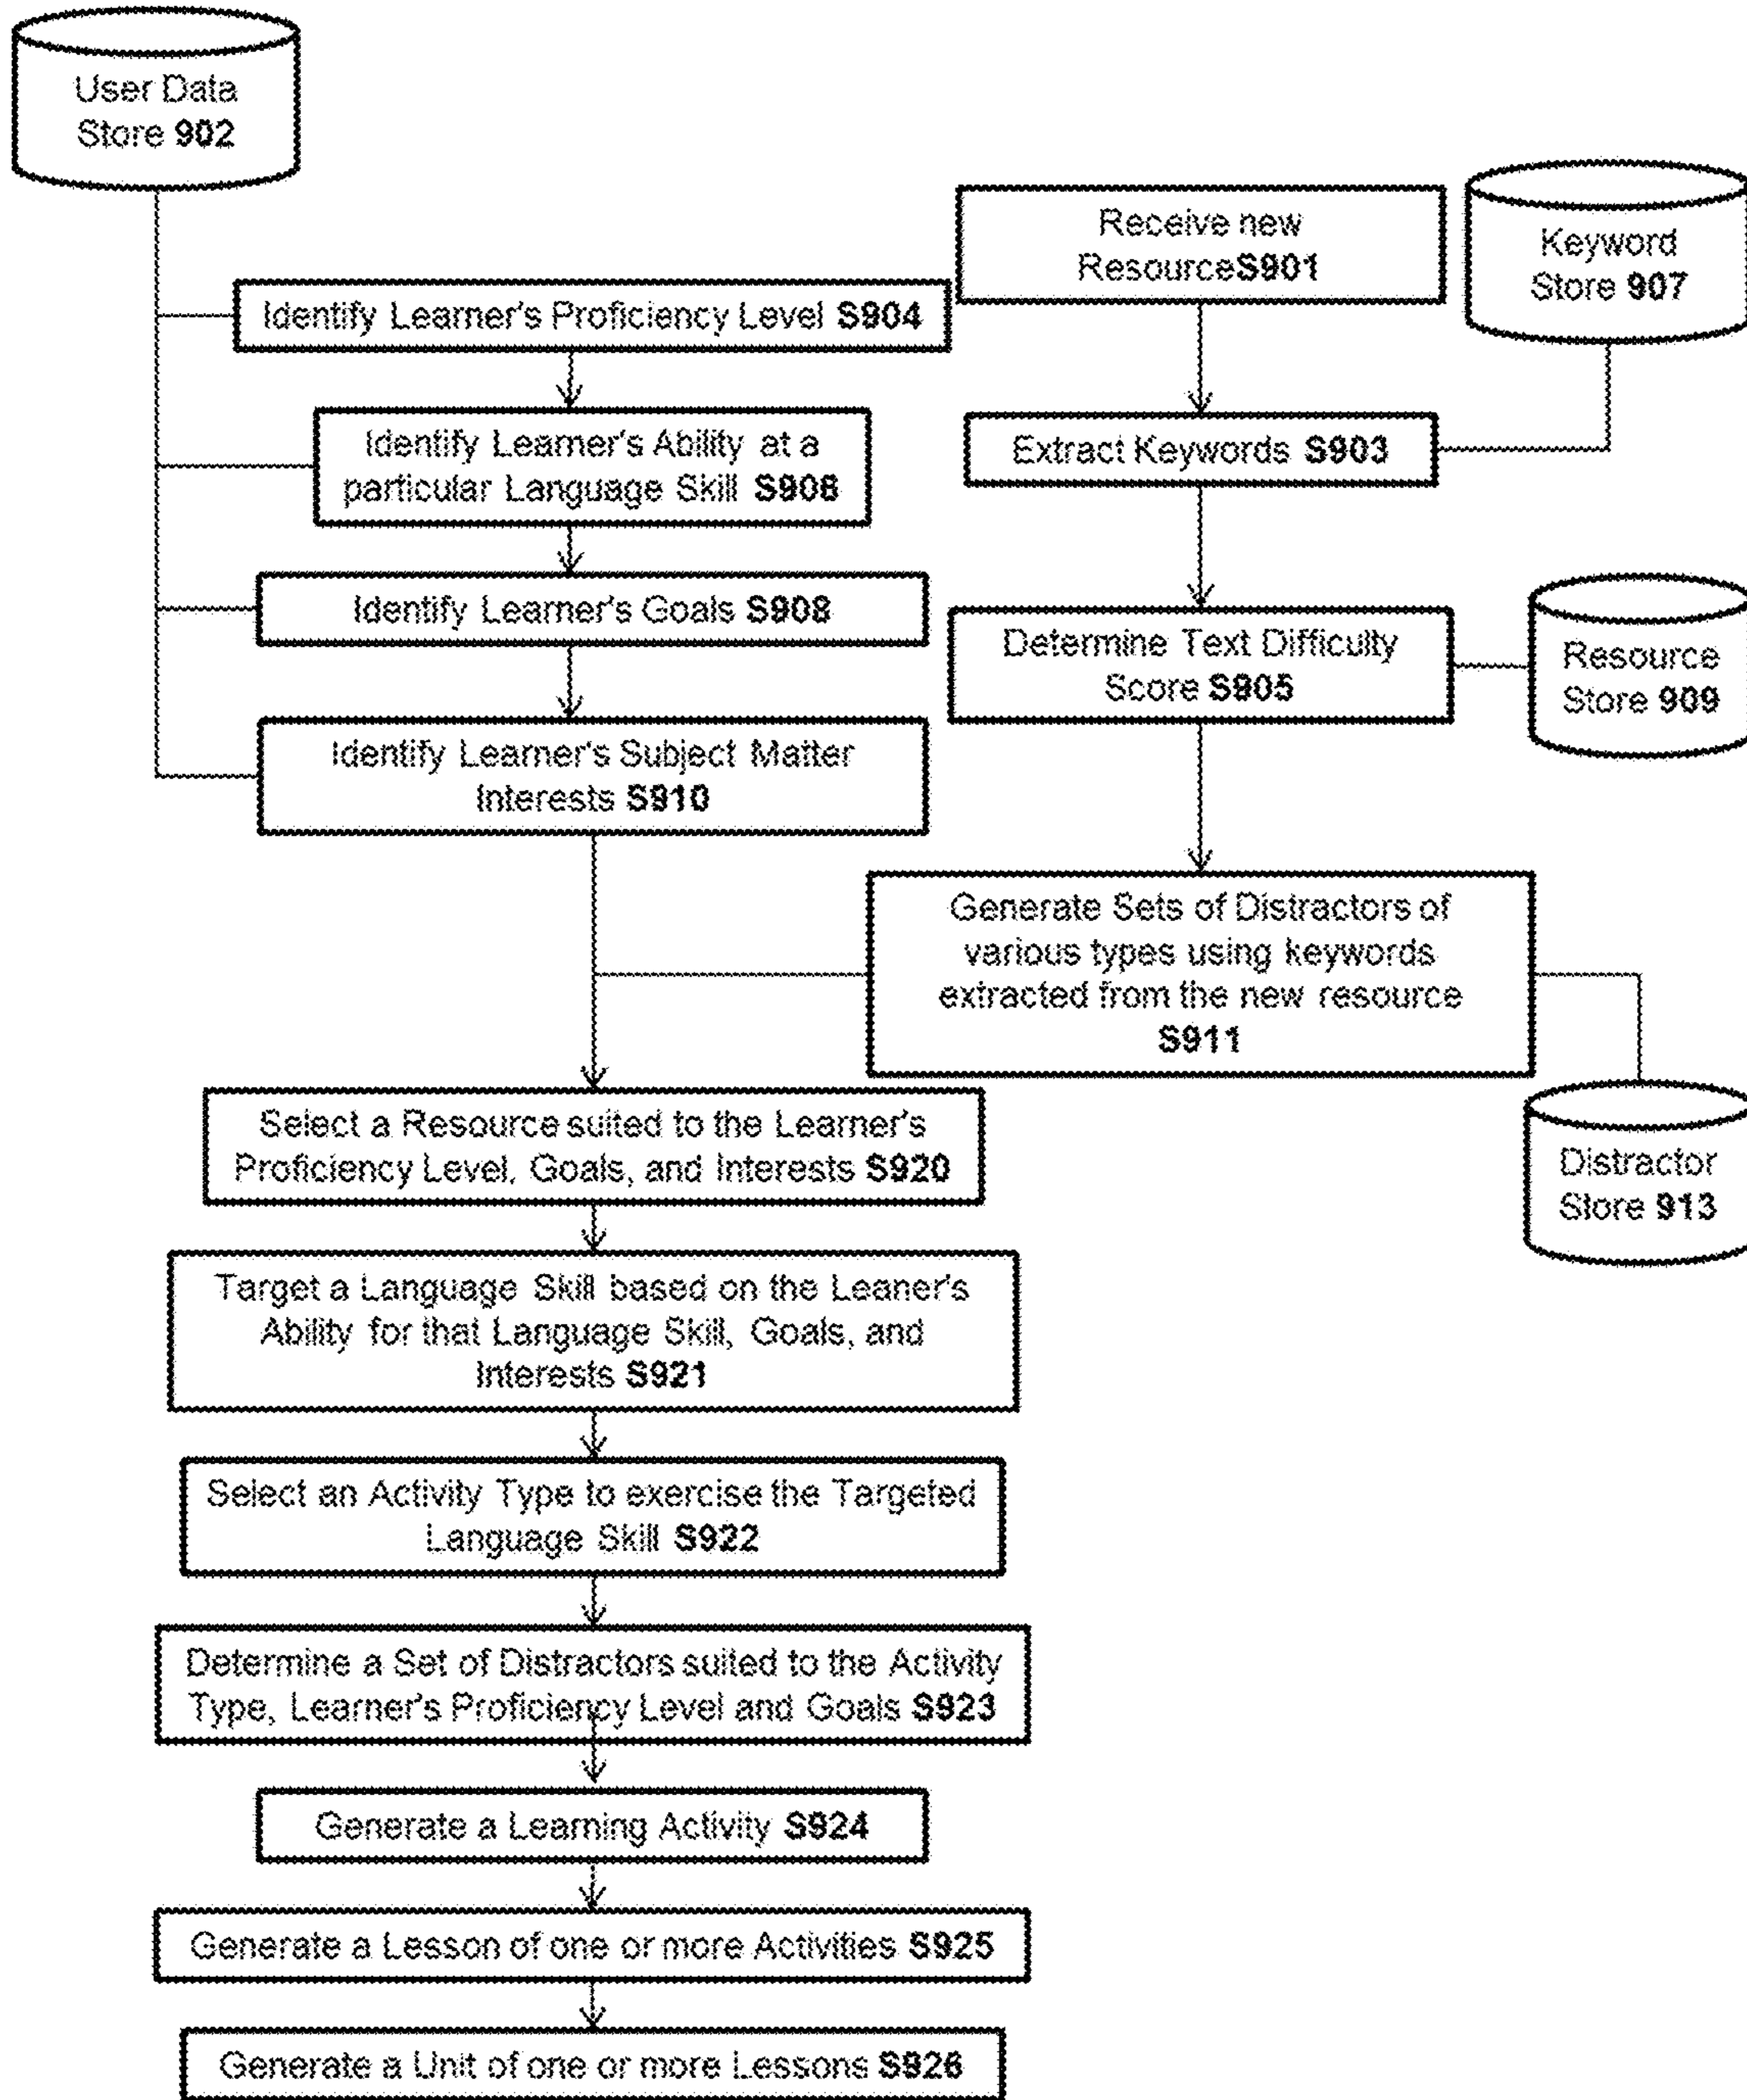 User Data
Store 902
Receive new
ResourceS901
Keyword
Store 907
Identify Learner's Proficiency Level S904
Identify Learner's Ability at a
particular Language Skill S906
Extract Keywords S903
Identify Learner's Goals S908
Determine Text Difficulty
Score S905
Resource
Store 909
Identify Learner's Subject Matter
Interests S910
Generate Sets of Distractors of
various types using keywords
extracted from the new resource
S911
Select a Resource suited to the Learner's
Proficiency Level, Goals, and Interests S920
Distractor
Store 913
Target a Language Skill based on the Leaner's
Ability for that Language Skill, Goals, and
Interests S921
Select an Activity Type to exercise the Targeted
Language Skill S922
Determine a Set of Distractors suited to the Activity
Type, Learner's Proficiency Level and Goals S923
Generate a Learning Activity S924
Generate a Lesson of one or more Activities S925
Generate a Unit of one or more Lessons S926